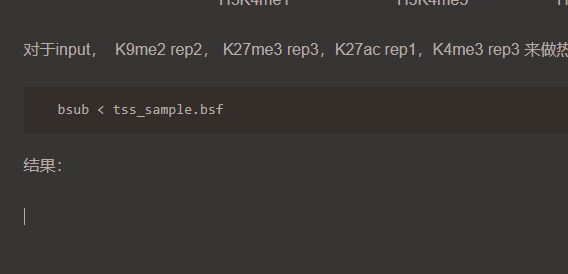 H3K4me1 H3K4me3
对于input， K9me2 rep2， K27me3 rep3，K27ac rep1，K4me3 rep3 来做热
bsub < tss_sample.bsf
结果：